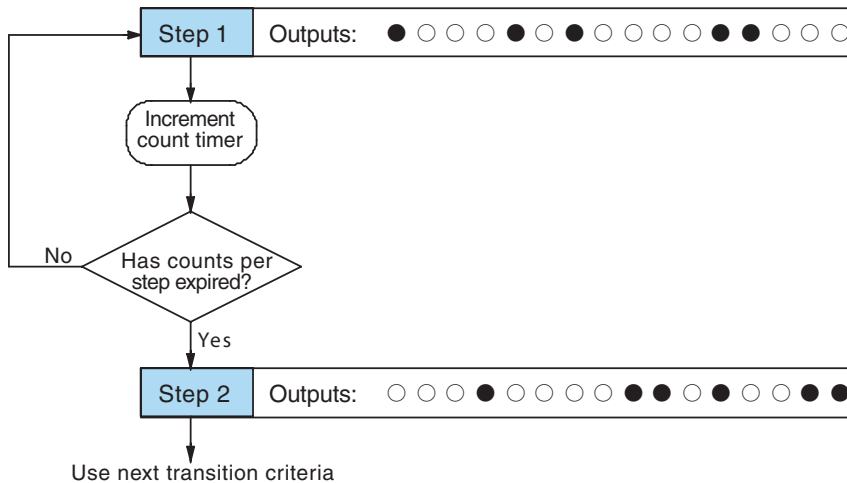 Step 1 Outputs:
Increment
count timer
No
Has counts per
step expired?
Yes
Step 2 Outputs:
Use next transition criteria